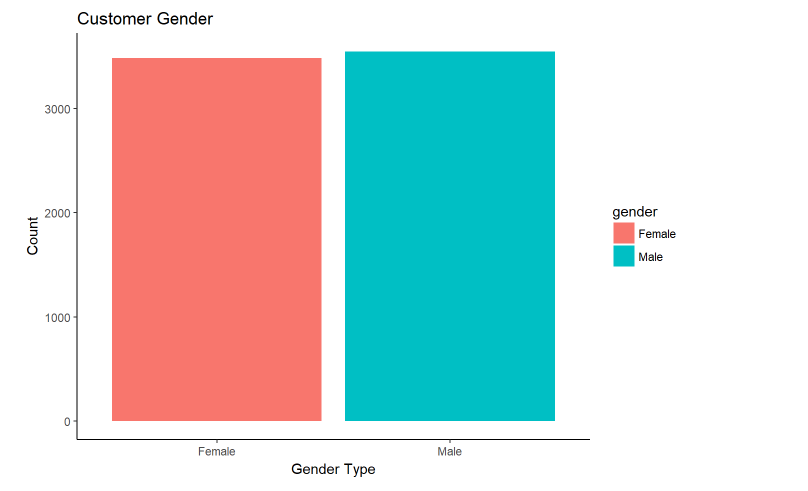 Customer Gender
3000
2000
1000
0
Count
Female
Male
Gender Type
gender
Female
Male